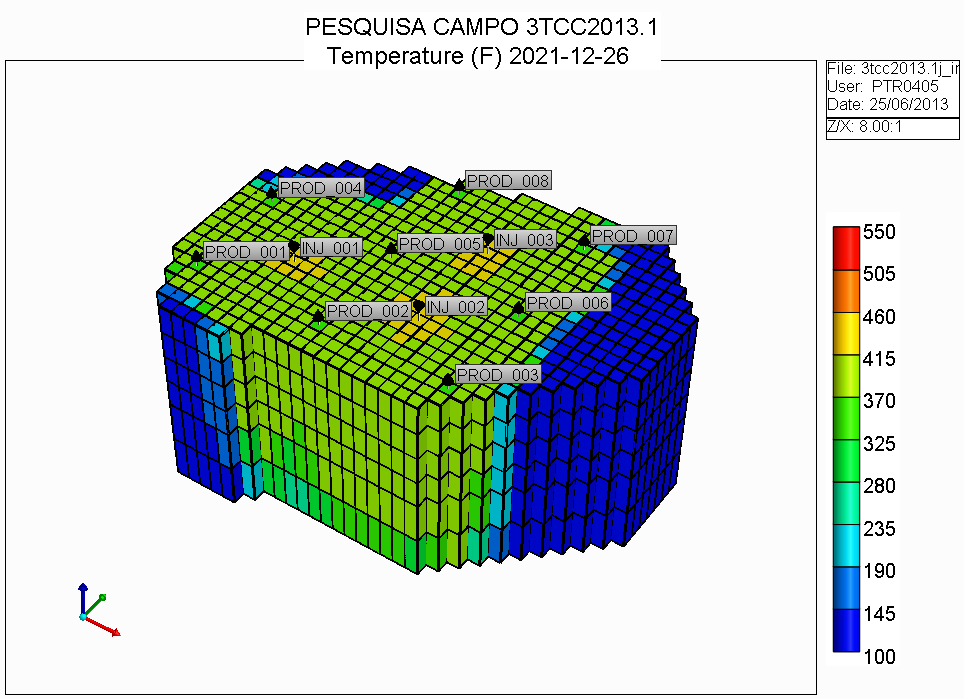 PESQUISA CAMPO 3TCC2013.1
Temperature (F) 2021-12-26
File: 3tcc2013.1j_ir
User: PTR0405
Date: 25/06/2013
Z/X: 8.00:1
PROD_004
PROD_008
PROD_001
INJ_001
PROD_005
INJ_003
PROD_007
PROD_002
INJ_002
PROD_006
PROD_003
550
505
460
415
370
325
280
235
190
145
100